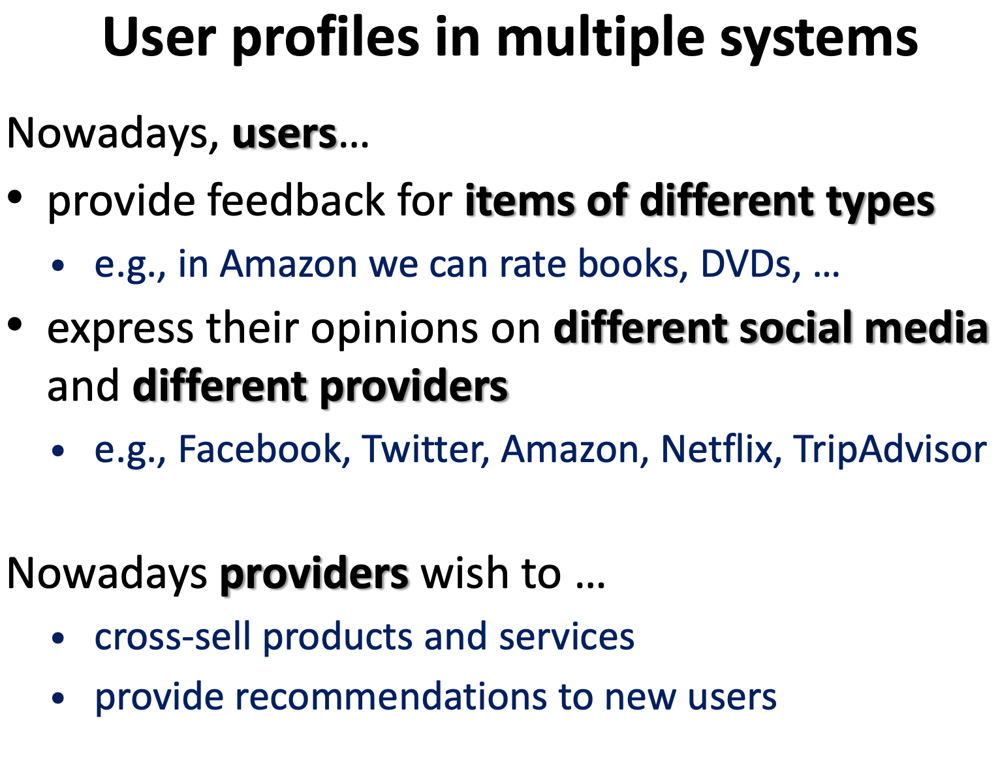 User profiles in multiple systems
Nowadays, users…
• provide feedback for items of different types
• e.g., in Amazon we can rate books, DVDs, …
• express their opinions on different social media
and different providers
• e.g., Facebook, Twitter, Amazon, Netflix, TripAdvisor
Nowadays providers wish to …
• cross-sell products and services
• provide recommendations to new users